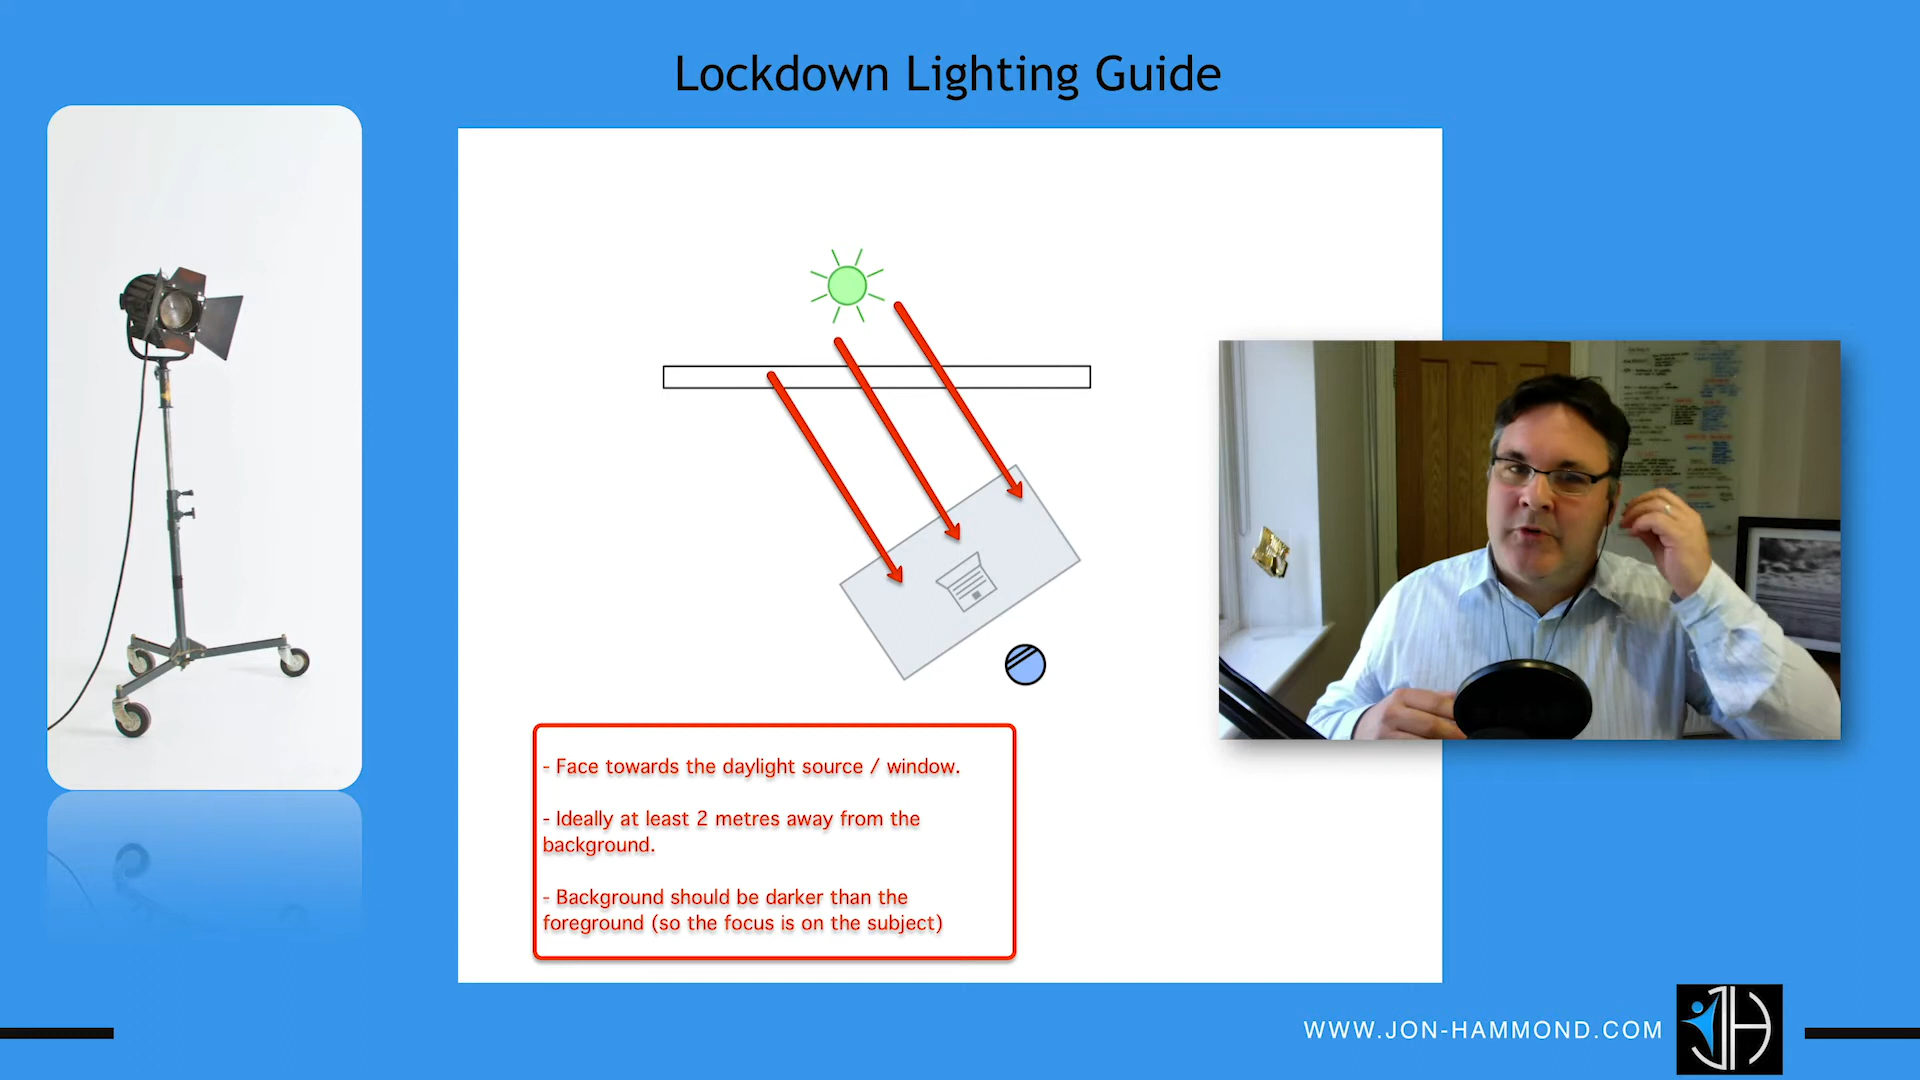 Lockdown Lighting Guide
- Face towards the daylight source / window.
- Ideally at least 2 metres away from the
background.
- Background should be darker than the
foreground (so the focus is on the subject)
WWW.JON-HAMMOND.COM
JH